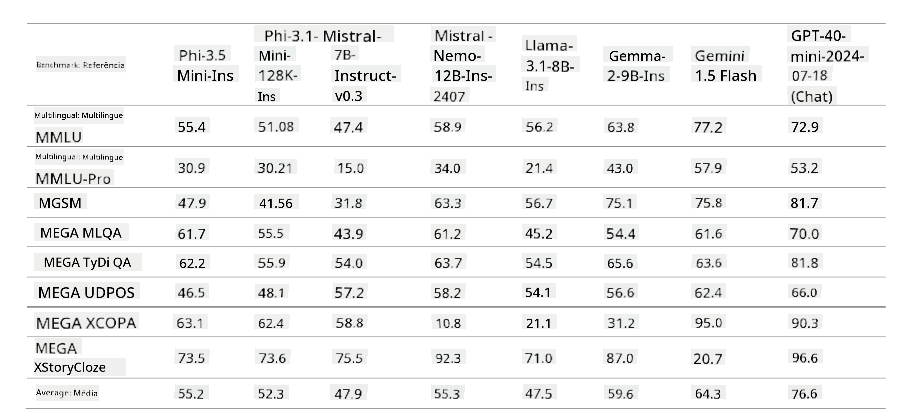 Benchmark: Referência | Phi-3.5 Mini-Ins | Phi-3.1-Mini-128K-Ins | Mistral-7B-Instruct-v0.3 | Mistral -Nemo-12B-Ins-2407 | Llama-3.1-8B-Ins | Gemma-2-9B-Ins | Gemini 1.5 Flash | GPT-40-mini-2024-07-18 (Chat)
Multilingual: Multilingue MMLU | 55.4 | 51.08 | 47.4 | 58.9 | 56.2 | 63.8 | 77.2 | 72.9
Multilingual: Multilingue MMLU-Pro | 30.9 | 30.21 | 15.0 | 34.0 | 21.4 | 43.0 | 57.9 | 53.2
MGSM | 47.9 | 41.56 | 31.8 | 63.3 | 56.7 | 75.1 | 75.8 | 81.7
MEGA MLQA | 61.7 | 55.5 | 43.9 | 61.2 | 45.2 | 54.4 | 61.6 | 70.0
MEGA TyDi QA | 62.2 | 55.9 | 54.0 | 63.7 | 54.5 | 65.6 | 63.6 | 81.8
MEGA UDPOS | 46.5 | 48.1 | 57.2 | 58.2 | 54.1 | 56.6 | 62.4 | 66.0
MEGA XCOPA | 63.1 | 62.4 | 58.8 | 10.8 | 21.1 | 31.2 | 95.0 | 90.3
MEGA XStoryCloze | 73.5 | 73.6 | 75.5 | 92.3 | 71.0 | 87.0 | 20.7 | 96.6
Average: Média | 55.2 | 52.3 | 47.9 | 55.3 | 47.5 | 59.6 | 64.3 | 76.6